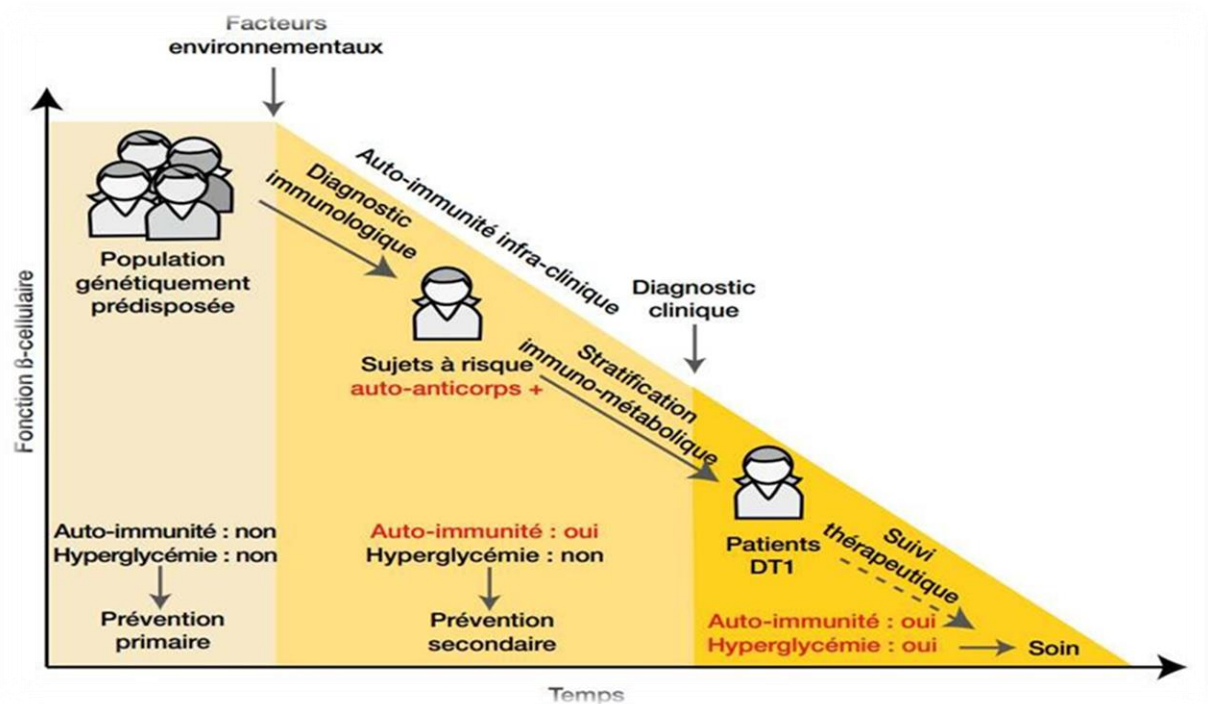 Facteurs
environnementaux
Fonction ß-cellulaire
Population
génétiquement
prédisposée
Diagnostic
immunologique
Auto-immunité infra-clinique
Sujets à risque
auto-anticorps +
Diagnostic
clinique
Stratification
immuno-métabolique
Patients
DT1
Suivi
thérapeutique
Auto-immunité : non
Hyperglycémie : non
Prévention
primaire
Auto-immunité : oui
Hyperglycémie : non
Prévention
secondaire
Auto-immunité : oui
Hyperglycémie : oui
Soin
Temps